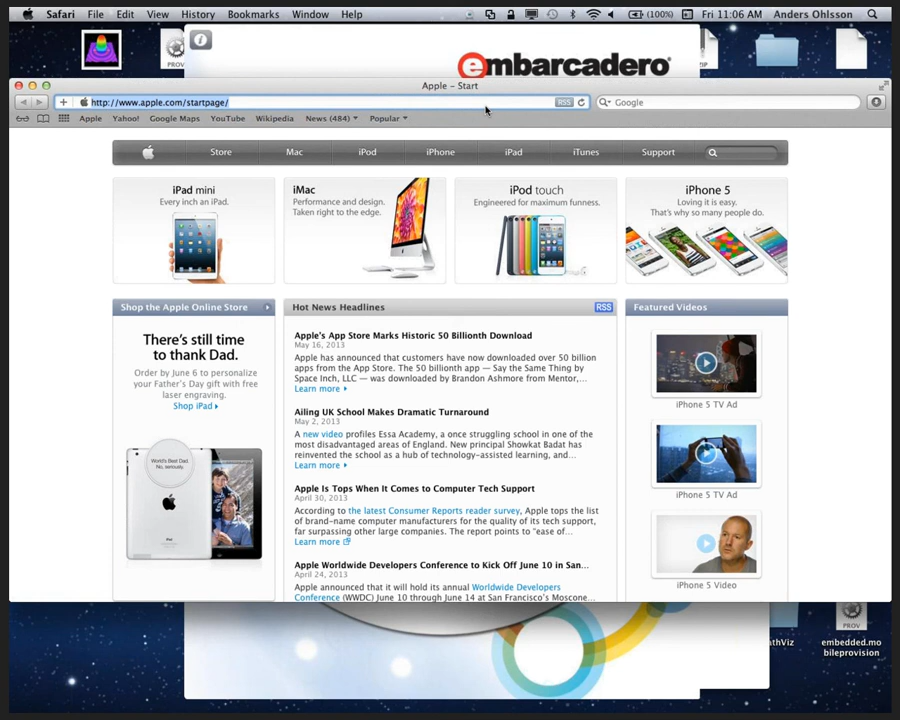 Safari File Edit View History Bookmarks Window Help (100%) Fri 11:06 AM Anders Ohlsson
PROV
ZIP
embarcadero
Apple – Start
http://www.apple.com/startpage/ RSS Google
Apple Yahoo! Google Maps YouTube Wikipedia News (484) Popular
Store Mac iPod iPhone iPad iTunes Support
iPad mini
Every inch an iPad.
iMac
Performance and design.
Taken right to the edge.
iPod touch
Engineered for maximum funness.
iPhone 5
Loving it is easy.
That's why so many people do.
Shop the Apple Online Store
There's still time
to thank Dad.
Order by June 6 to personalize
your Father's Day gift with free
laser engraving.
Shop iPad
World's Best Dad.
No, seriously.
iPad
Hot News Headlines RSS
Apple's App Store Marks Historic 50 Billionth Download
May 16, 2013
Apple has announced that customers have now downloaded over 50 billion
apps from the App Store. The 50 billionth app — Say the Same Thing by
Space Inch, LLC — was downloaded by Brandon Ashmore from Mentor,...
Learn more
Ailing UK School Makes Dramatic Turnaround
May 2, 2013
A new video profiles Essa Academy, a once struggling school in one of the
most disadvantaged areas of England. New principal Showkat Badat has
reinvented the school as a hub of technology-assisted learning, and...
Learn more
Apple Is Tops When It Comes to Computer Tech Support
April 30, 2013
According to the latest Consumer Reports reader survey, Apple tops the list
of brand-name computer manufacturers for the quality of its tech support,
far surpassing other large companies. The report points to "ease of...
Learn more
Apple Worldwide Developers Conference to Kick Off June 10 in San...
April 24, 2013
Apple announced that it will hold its annual Worldwide Developers
Conference (WWDC) June 10 through June 14 at San Francisco's Moscone...
Featured Videos
iPhone 5 TV Ad
iPhone 5 TV Ad
iPhone 5 Video
athViz
PROV
embedded.mo
bileprovision